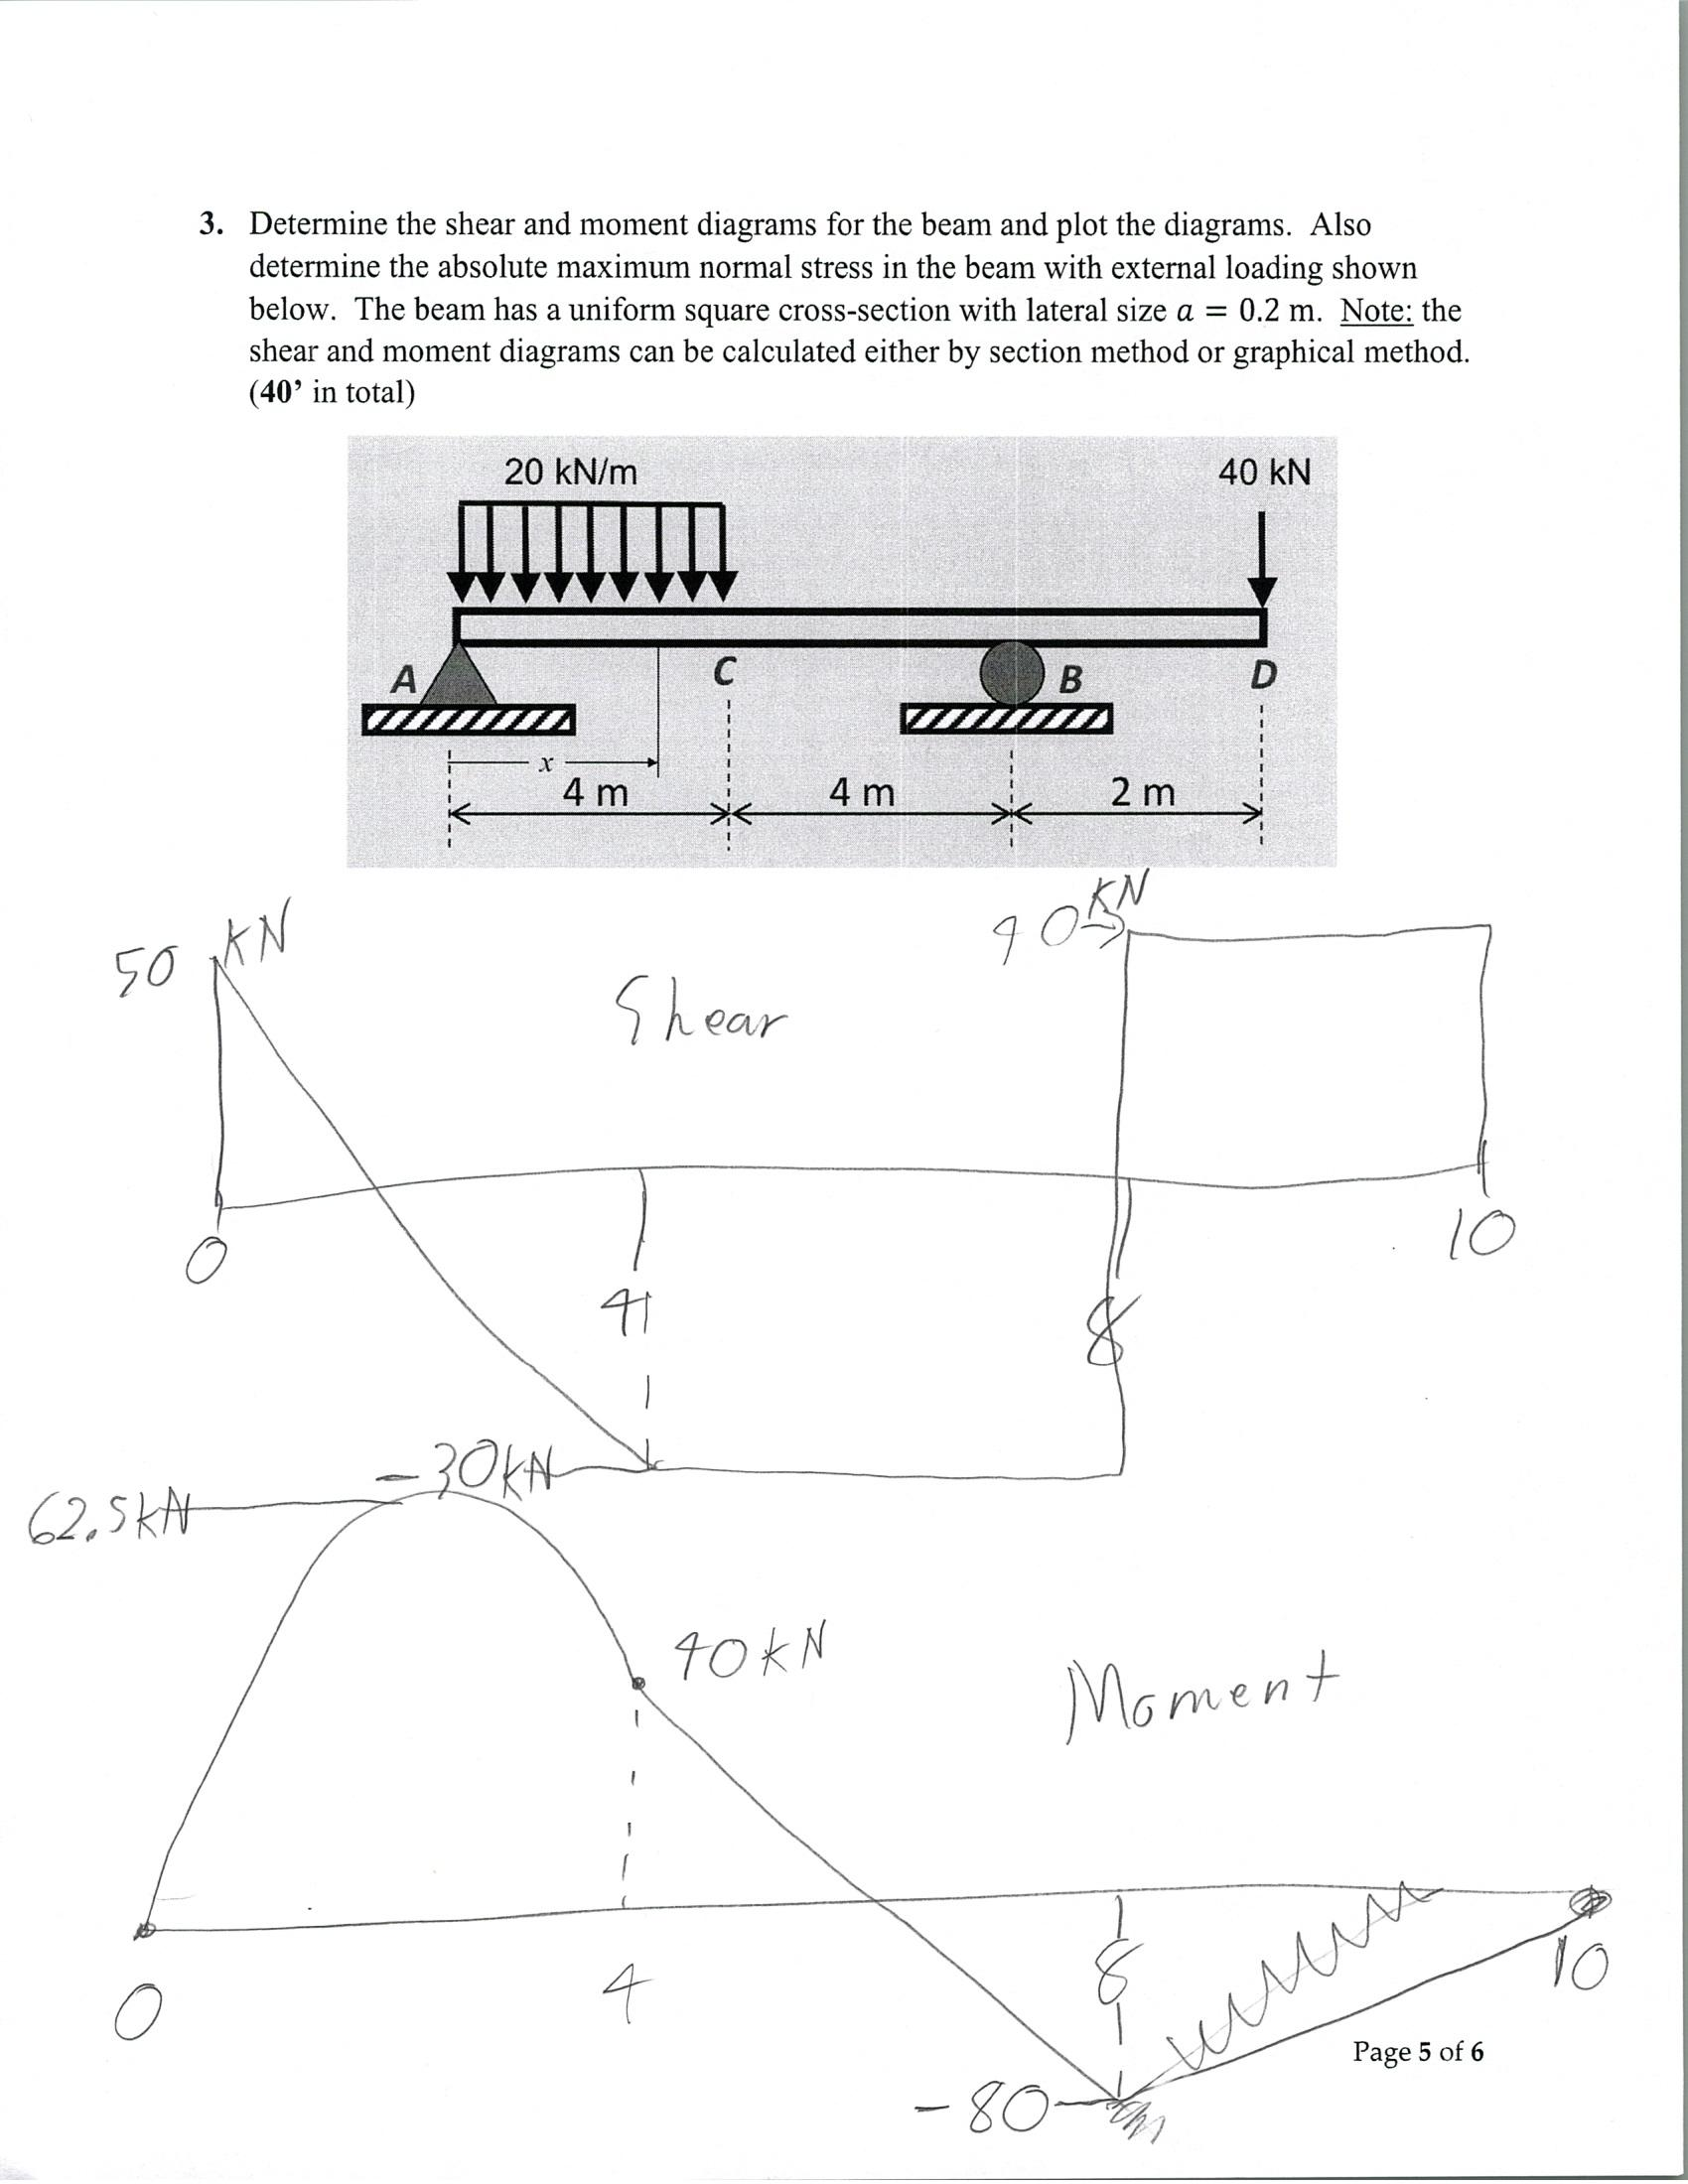 3. Determine the shear and moment diagrams for the beam and plot the diagrams. Also
determine the absolute maximum normal stress in the beam with external loading shown
below. The beam has a uniform square cross-section with lateral size a = 0.2 m. Note: the
shear and moment diagrams can be calculated either by section method or graphical method.
(40’ in total)
20 kN/m
40 kN
A
C
B
D
x
4 m
4 m
2 m
50 KN
40 KN
Shear
0
4
8
10
-30kN
62.5kN
40kN
Moment
0
4
8
10
Page 5 of 6
-80